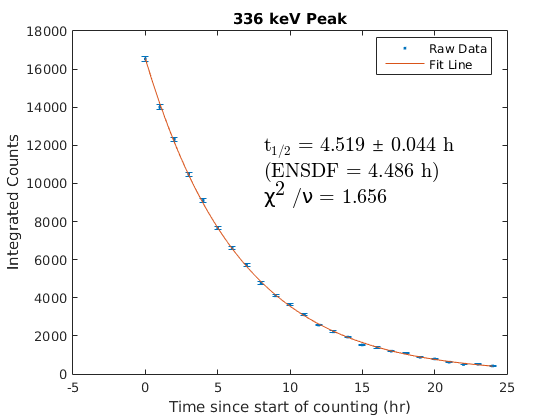 336 keV Peak
18000
16000
14000
12000
10000
8000
6000
4000
2000
0
Integrated Counts
Raw Data
Fit Line
t1/2 = 4.519 ± 0.044 h
(ENSDF = 4.486 h)
χ² /ν = 1.656
-5 0 5 10 15 20 25
Time since start of counting (hr)